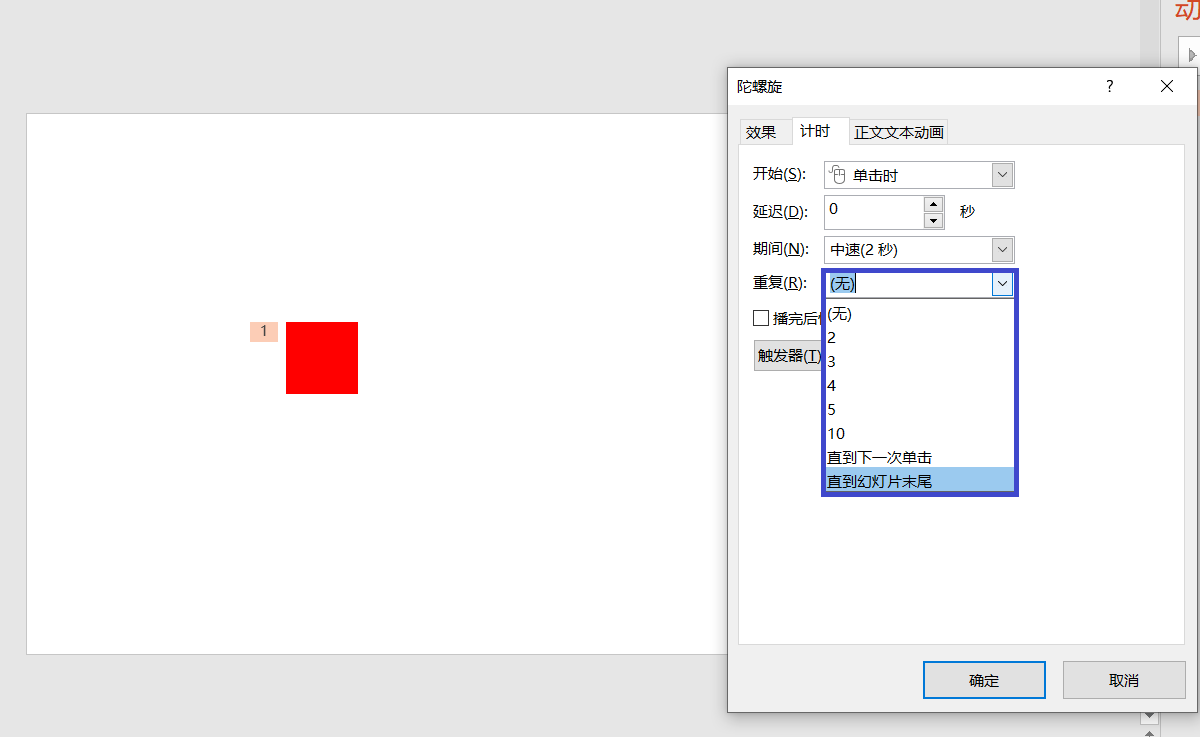 动
陀螺旋 ?
效果 计时 正文文本动画
开始(S): 单击时
延迟(D): 0 秒
期间(N): 中速(2 秒)
重复(R): (无)
(无)
播完后
2
触发器(T)
3
4
5
10
直到下一次单击
直到幻灯片末尾
1
确定 取消